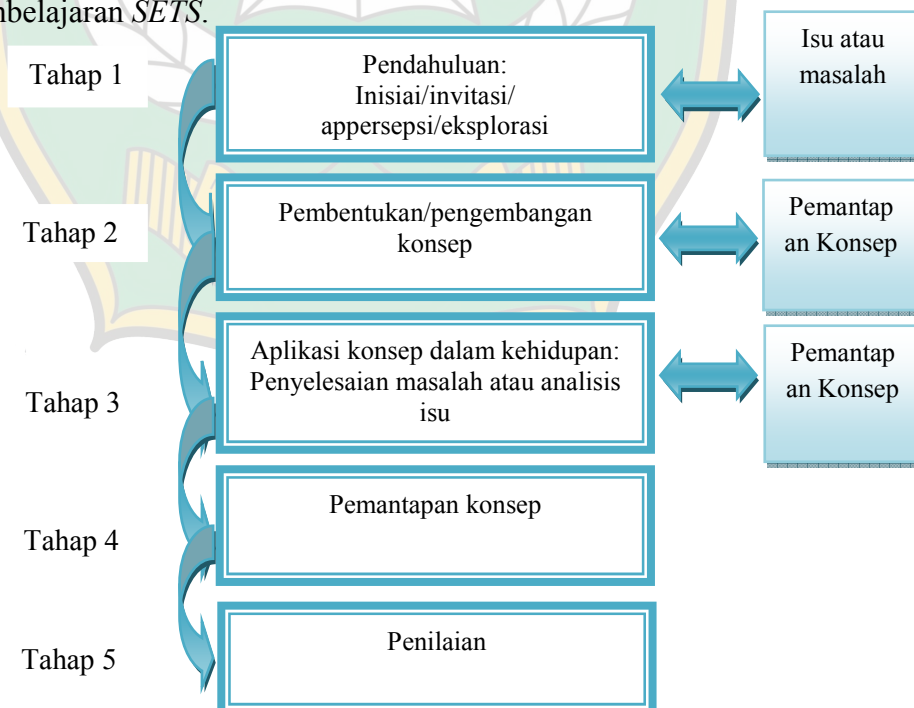 mbelajaran SETS.
Tahap 1
Pendahuluan:
Inisiai/invitasi/
appersepsi/eksplorasi
Isu atau
masalah
Tahap 2
Pembentukan/pengembangan
konsep
Pemantap
an Konsep
Tahap 3
Aplikasi konsep dalam kehidupan:
Penyelesaian masalah atau analisis
isu
Pemantap
an Konsep
Tahap 4
Pemantapan konsep
Tahap 5
Penilaian